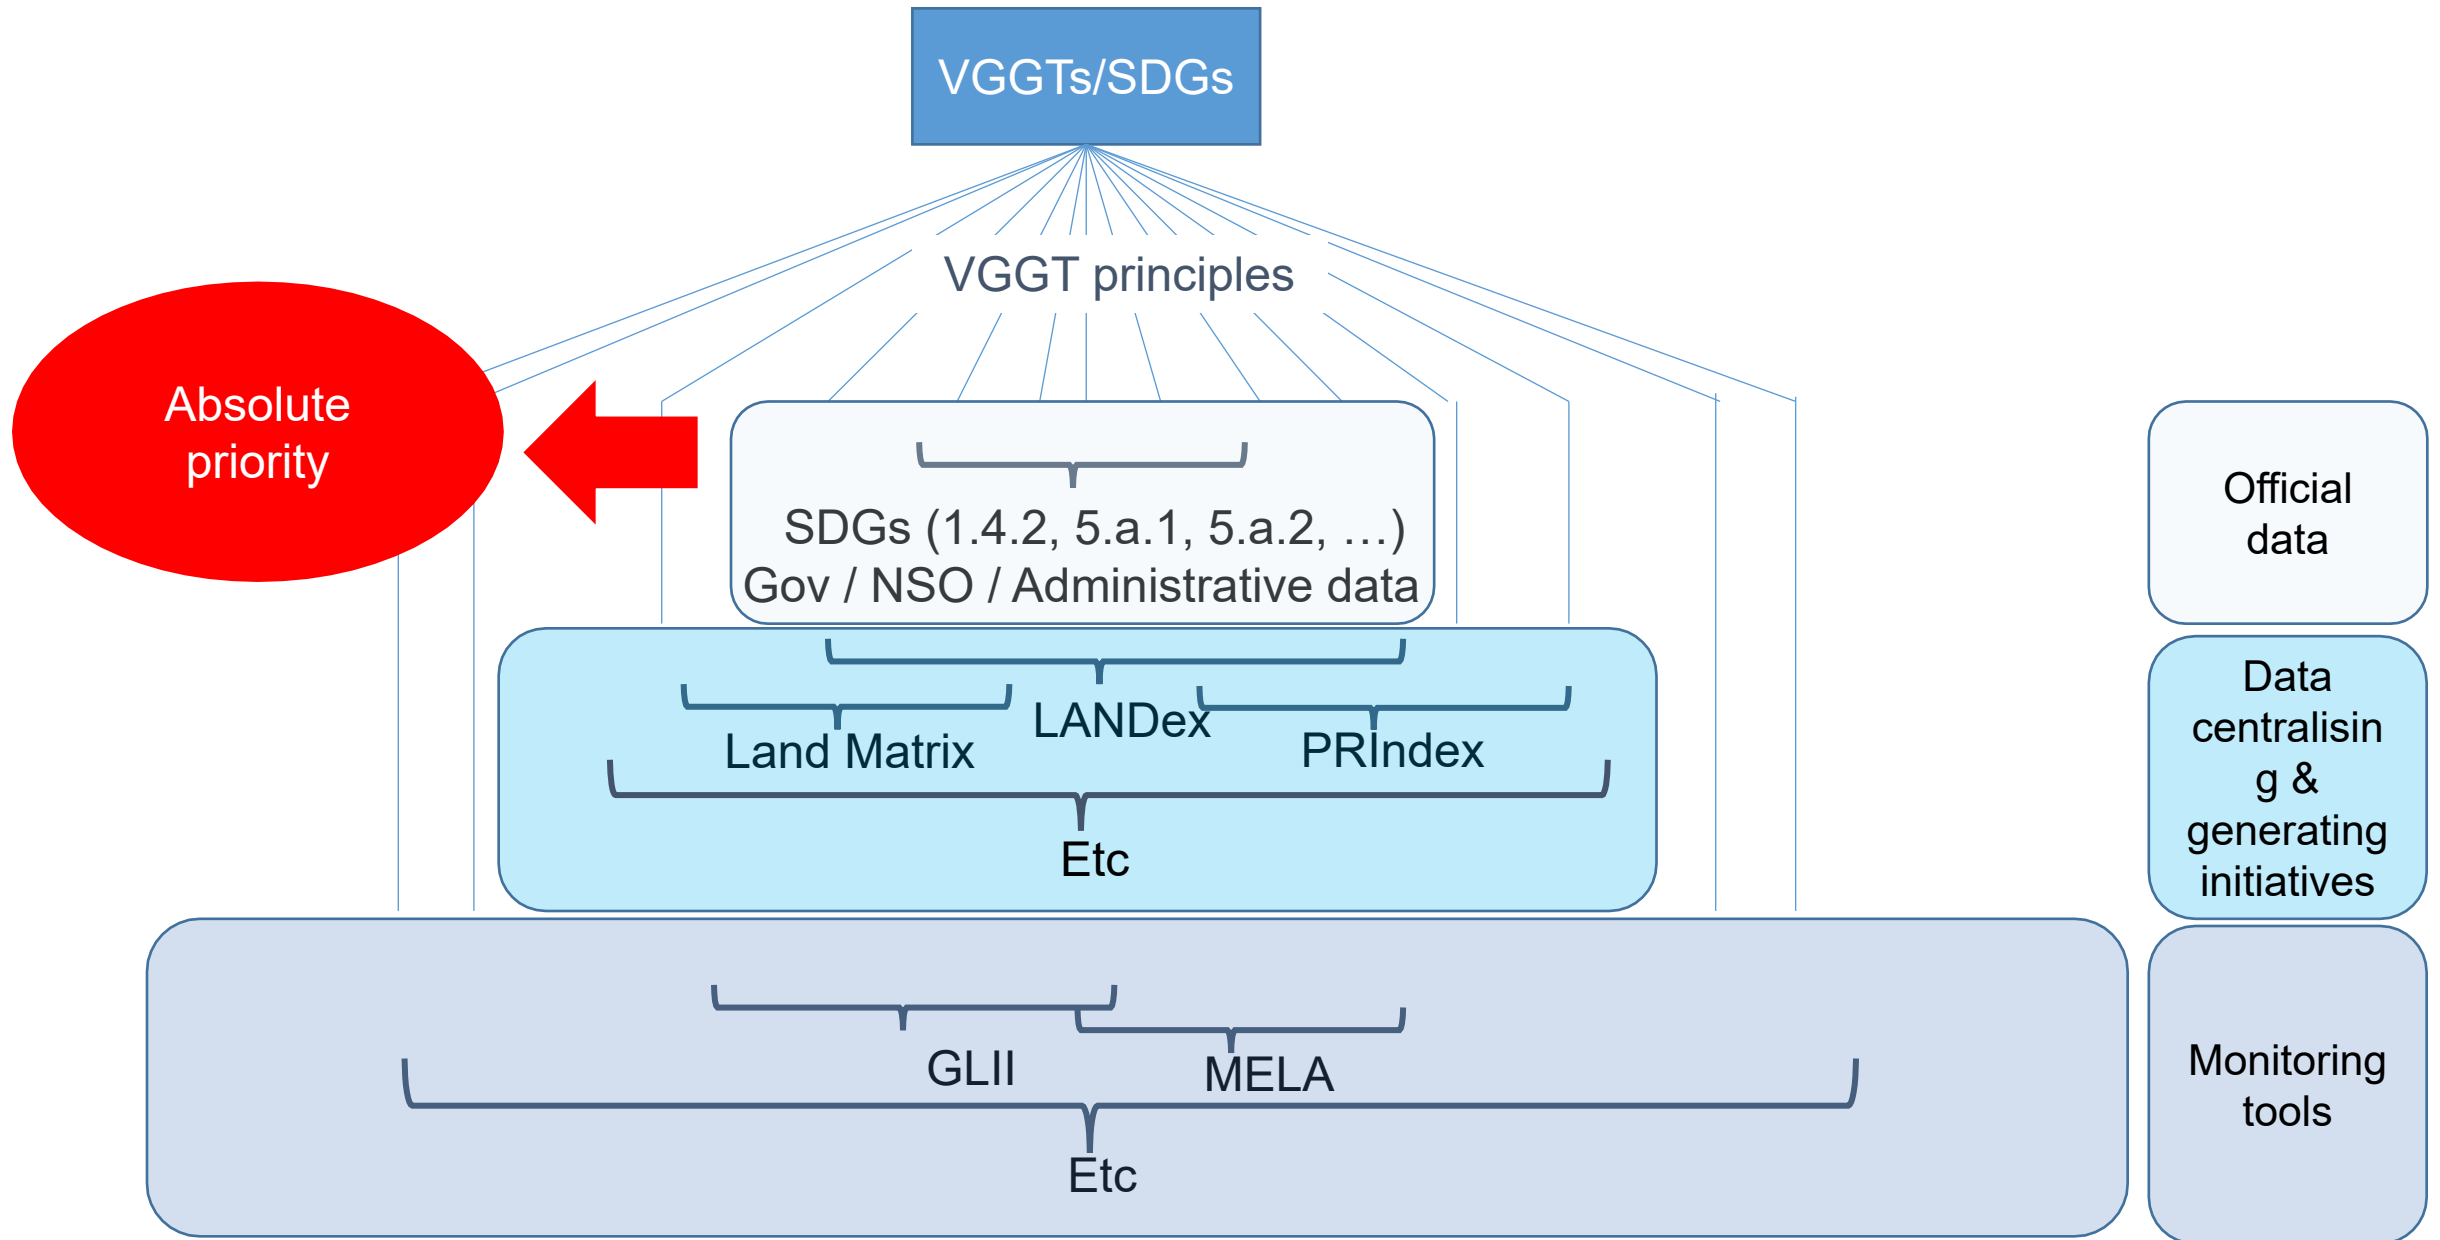 VGGTs/SDGs
VGGT principles
Absolute
priority
SDGs (1.4.2, 5.a.1, 5.a.2, …)
Gov / NSO / Administrative data
Official
data
LANDex
Land Matrix
PRIndex
Etc
Data
centralisin
g &
generating
initiatives
GLII
MELA
Etc
Monitoring
tools